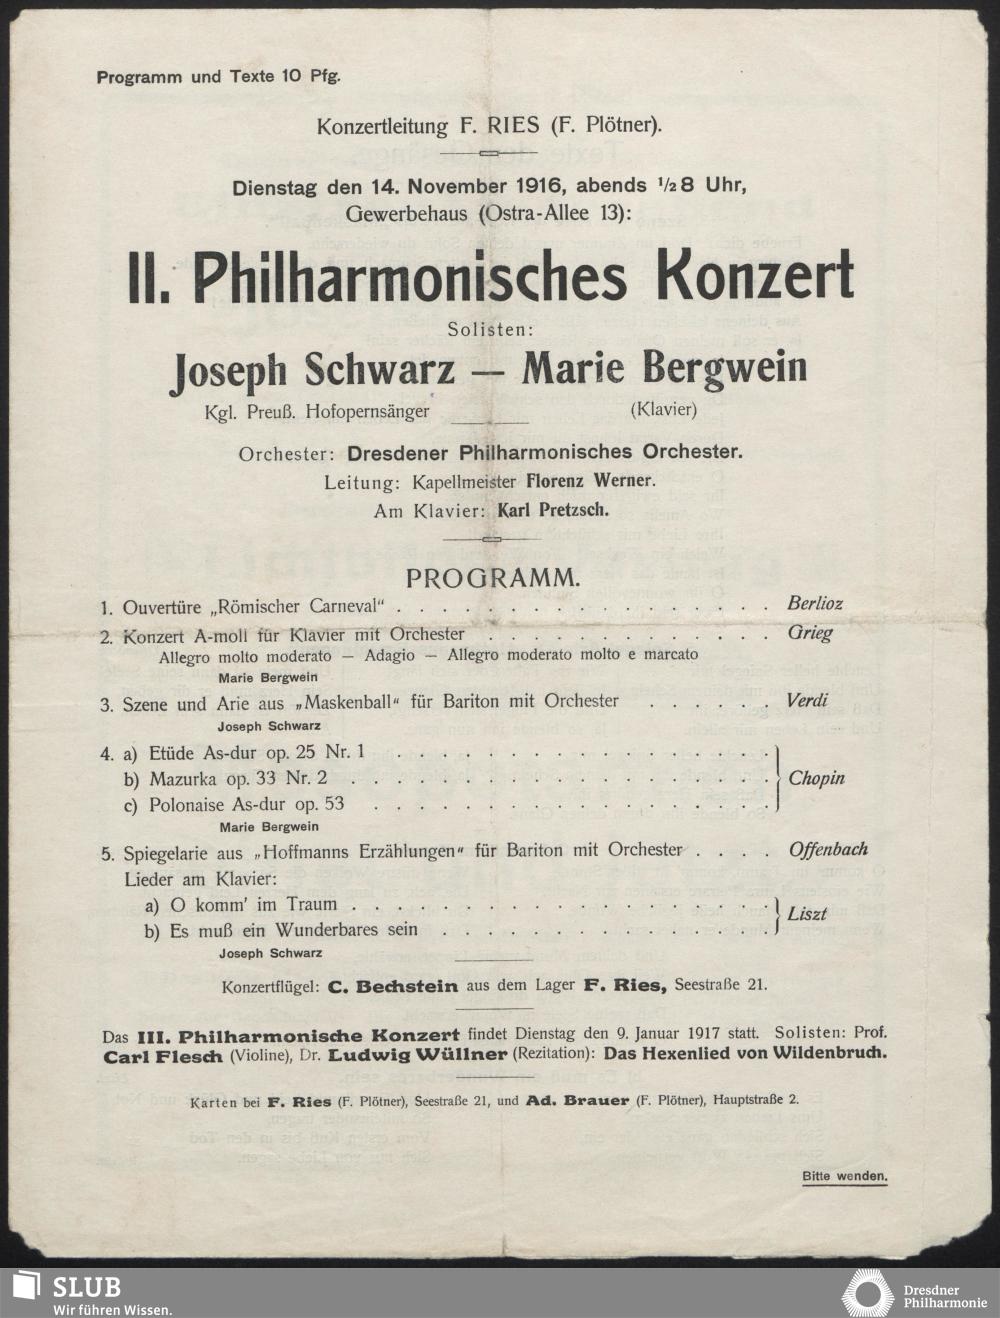 Programm und Texte 10 Pfg.
Konzertleitung F. RIES (F. Plötner).
Dienstag den 14. November 1916, abends 1/2 8 Uhr,
Gewerbehaus (Ostra-Allee 13):
II. Philharmonisches Konzert
Solisten:
Joseph Schwarz — Marie Bergwein
Kgl. Preuß. Hofopernsänger (Klavier)
Orchester: Dresdener Philharmonisches Orchester.
Leitung: Kapellmeister Florenz Werner.
Am Klavier: Karl Pretzsch.
PROGRAMM.
1. Ouvertüre „Römischer Carneval“ . . . . . . . . . . . . . . . Berlioz
2. Konzert A-moll für Klavier mit Orchester . . . . . . . . . . . . Grieg
Allegro molto moderato — Adagio — Allegro moderato molto e marcato
Marie Bergwein
3. Szene und Arie aus „Maskenball“ für Bariton mit Orchester . . . . . . Verdi
Joseph Schwarz
4. a) Etüde As-dur op. 25 Nr. 1 . . . . . . . . . . . . . . .
b) Mazurka op. 33 Nr. 2 . . . . . . . . . . . . . . . . . Chopin
c) Polonaise As-dur op. 53 . . . . . . . . . . . . . . . .
Marie Bergwein
5. Spiegelarie aus „Hoffmanns Erzählungen“ für Bariton mit Orchester . . . . Offenbach
Lieder am Klavier:
a) O komm' im Traum . . . . . . . . . . . . . . . . .
b) Es muß ein Wunderbares sein . . . . . . . . . . . . . Liszt
Joseph Schwarz
Konzertflügel: C. Bechstein aus dem Lager F. Ries, Seestraße 21.
Das III. Philharmonische Konzert findet Dienstag den 9. Januar 1917 statt. Solisten: Prof.
Carl Flesch (Violine), Dr. Ludwig Wüllner (Rezitation): Das Hexenlied von Wildenbruch.
Karten bei F. Ries (F. Plötner), Seestraße 21, und Ad. Brauer (F. Plötner), Hauptstraße 2.
Bitte wenden.
SLUB
Wir führen Wissen.
Dresdner
Philharmonie